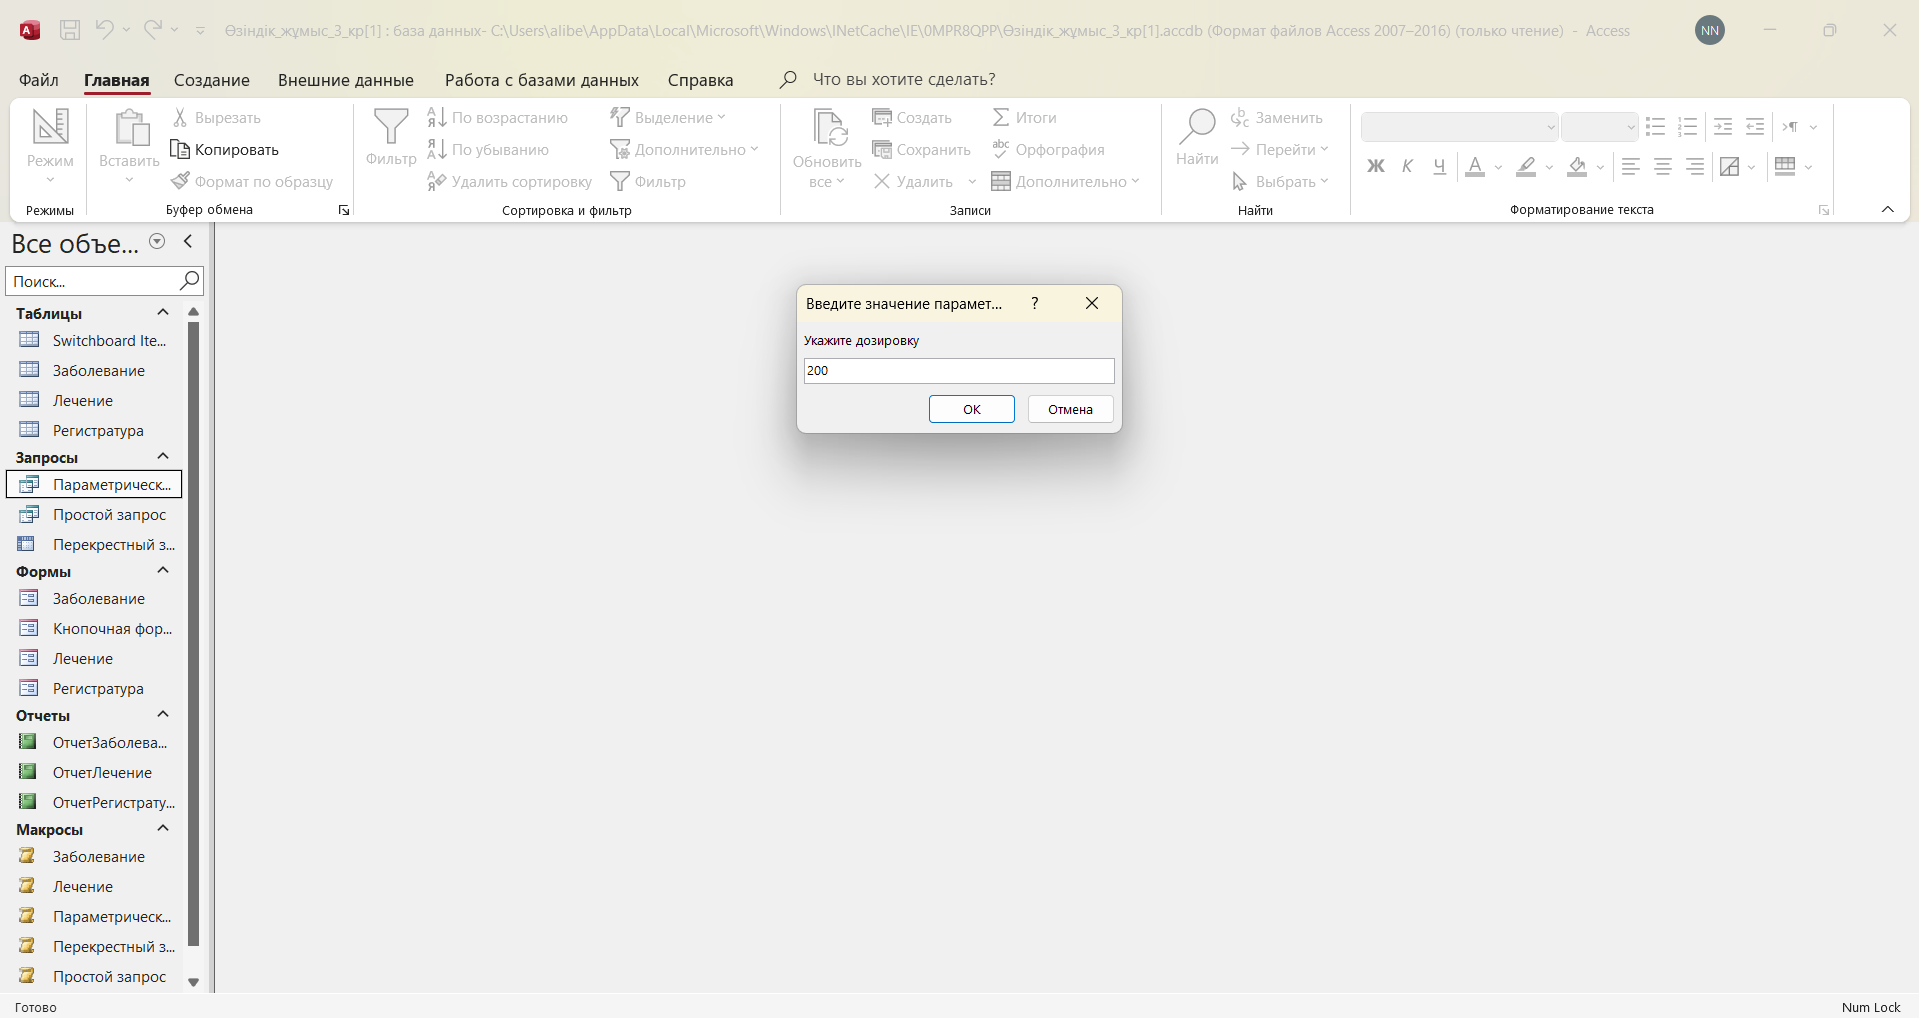 Өзіндік_жұмыс_3_кр[1] : база данных- C:\Users\alibe\AppData\Local\Microsoft\Windows\INetCache\IE\0MPR8QPP\Өзіндік_жұмыс_3_кр[1].accdb (Формат файлов Access 2007–2016) (только чтение) - Access
NN
Файл Главная Создание Внешние данные Работа с базами данных Справка Что вы хотите сделать?
Режим
Режимы
Вставить
Вырезать
Копировать
Формат по образцу
Буфер обмена
Фильтр
По возрастанию
По убыванию
Удалить сортировку
Выделение
Дополнительно
Фильтр
Сортировка и фильтр
Обновить
все
Создать
Сохранить
Удалить
Итоги
Орфография
Дополнительно
Записи
Найти
Заменить
Перейти
Выбрать
Найти
Ж К Ч А
Форматирование текста
Все объе...
Поиск...
Таблицы
Switchboard Ite...
Заболевание
Лечение
Регистратура
Запросы
Параметрическ...
Простой запрос
Перекрестный з...
Формы
Заболевание
Кнопочная фор...
Лечение
Регистратура
Отчеты
ОтчетЗаболева...
ОтчетЛечение
ОтчетРегистрату...
Макросы
Заболевание
Лечение
Параметрическ...
Перекрестный з...
Простой запрос
Введите значение парамет... ?
Укажите дозировку
200
ОК Отмена
Готово
Num Lock